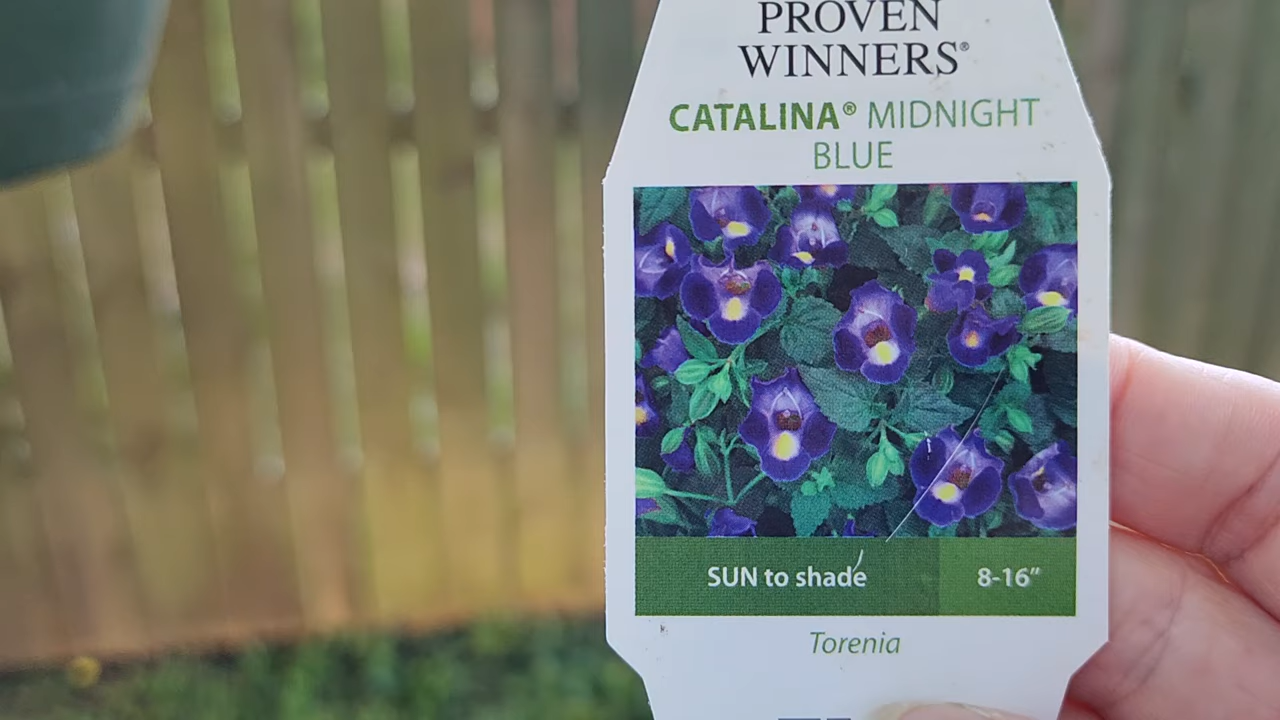 PROVEN
WINNERS®
CATALINA® MIDNIGHT
BLUE
SUN to shade
8-16"
Torenia